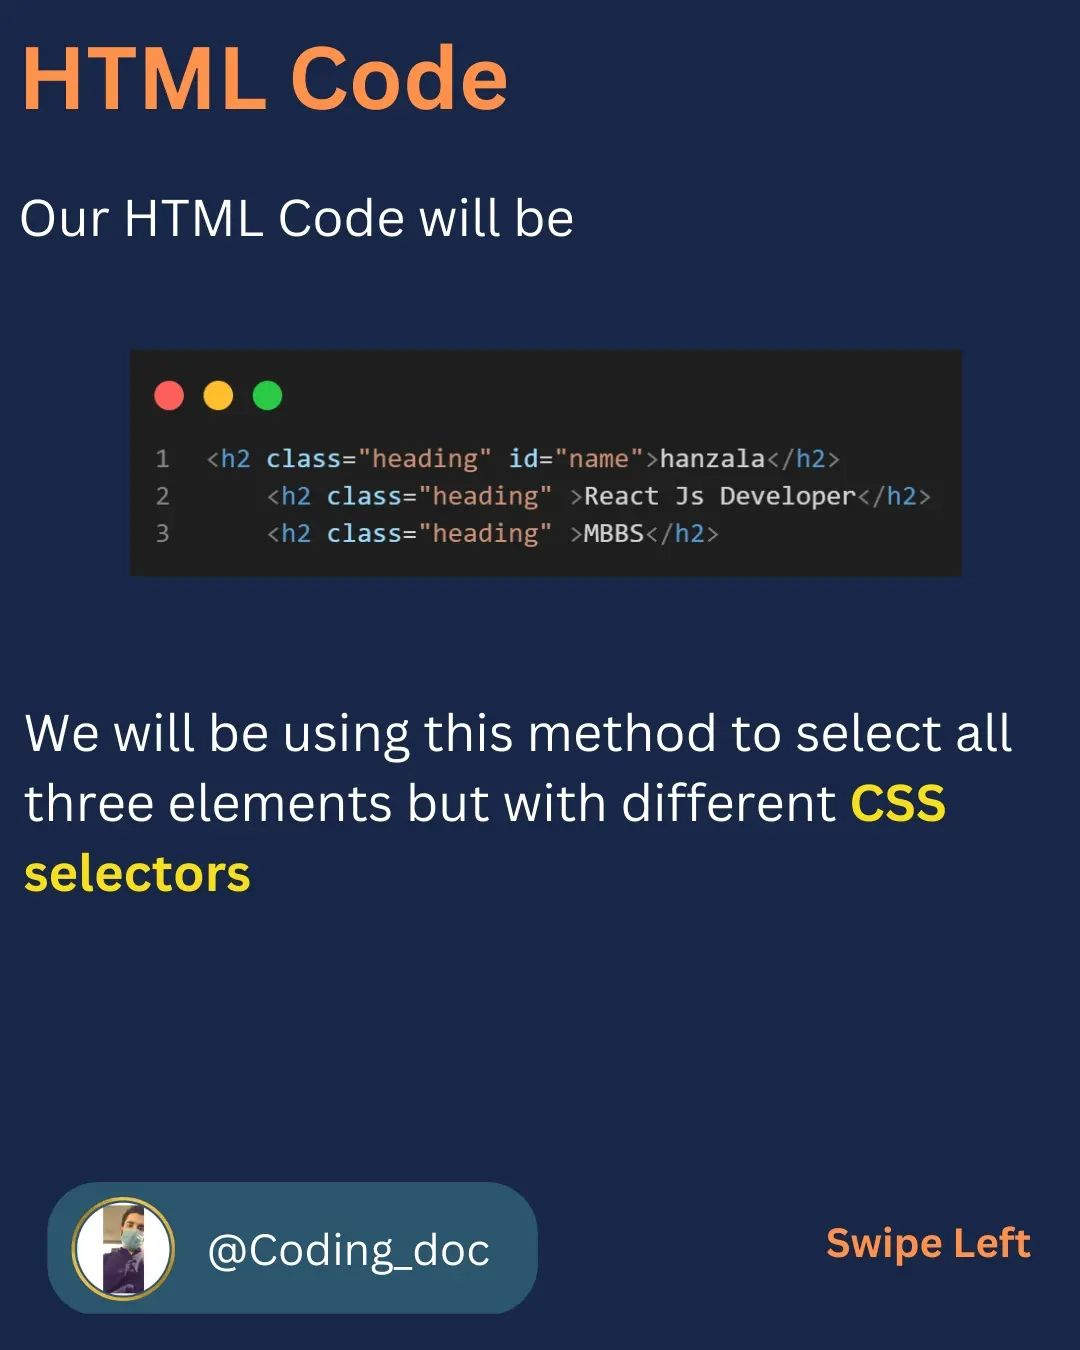 HTML Code
Our HTML Code will be
1 <h2 class="heading" id="name">hanzala</h2>
2 <h2 class="heading" >React Js Developer</h2>
3 <h2 class="heading" >MBBS</h2>
We will be using this method to select all
three elements but with different CSS
selectors
@Coding_doc
Swipe Left